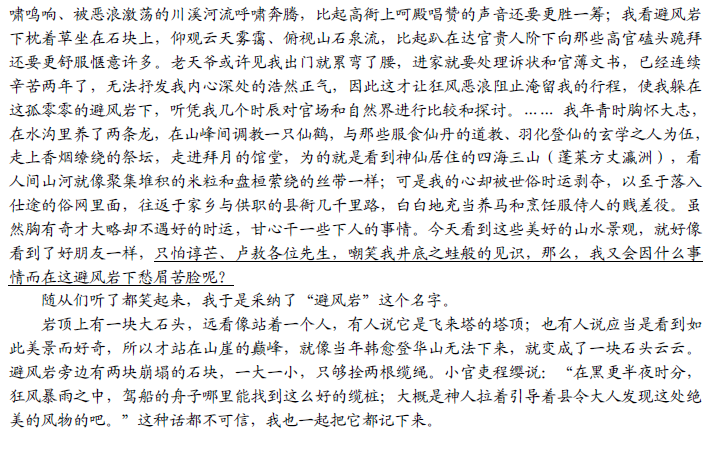 啸鸣响、被恶浪激荡的川溪河流呼啸奔腾，比起高衙上呵殿唱赞的声音还要更胜一筹；我看避风岩
下枕着草坐在石块上，仰观云天雾霭、俯视山石泉流，比起趴在达官贵人阶下向那些高官磕头跪拜
还要更舒服惬意许多。老天爷或许见我出门就累弯了腰，进家就要处理诉状和官薄文书，已经连续
辛苦两年了，无法抒发我内心深处的浩然正气，因此这才让狂风恶浪阻止淹留我的行程，使我躲在
这孤零零的避风岩下，听凭我几个时辰对官场和自然界进行比较和探讨。…… 我年青时胸怀大志，
在水沟里养了两条龙，在山峰间调教一只仙鹤，与那些服食仙丹的道教、羽化登仙的玄学之人为伍，
走上香烟缭绕的祭坛，走进拜月的馆堂，为的就是看到神仙居住的四海三山（蓬莱方丈瀛洲），看
人间山河就像聚集堆积的米粒和盘桓萦绕的丝带一样；可是我的心却被世俗时运剥夺，以至于落入
仕途的俗网里面，往返于家乡与供职的县衙几千里路，白白地充当养马和烹饪服侍人的贱差役。虽
然胸有奇才大略却不遇好的时运，甘心干一些下人的事情。今天看到这些美好的山水景观，就好像
看到了好朋友一样，只怕谆芒、卢敖各位先生，嘲笑我井底之蛙般的见识，那么，我又会因什么事
情而在这避风岩下愁眉苦脸呢？
随从们听了都笑起来，我于是采纳了“避风岩”这个名字。
岩顶上有一块大石头，远看像站着一个人，有人说它是飞来塔的塔顶；也有人说应当是看到如
此美景而好奇，所以才站在山崖的巅峰，就像当年韩愈登华山无法下来，就变成了一块石头云云。
避风岩旁边有两块崩塌的石块，一大一小，只够拴两根缆绳。小官吏程缨说：“在黑更半夜时分，
狂风暴雨之中，驾船的舟子哪里能找到这么好的缆桩；大概是神人拉着引导着县令大人发现这处绝
美的风物的吧。”这种话都不可信，我也一起把它都记下来。